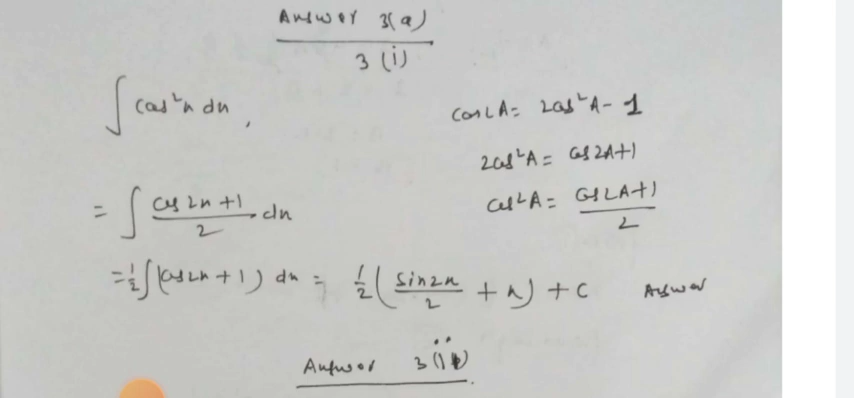 Answer 3(a)
3 (i)
∫ cos²x dx,
cos2A = 2cos²A - 1
2cos²A = cos2A+1
= ∫ (cos2x+1)/2 · dx
cos²A = (cos2A+1)/2
= 1/2 ∫(cos2x + 1) dx = 1/2 ( sin2x/2 + x) + c Answer
Answer 3(ii)